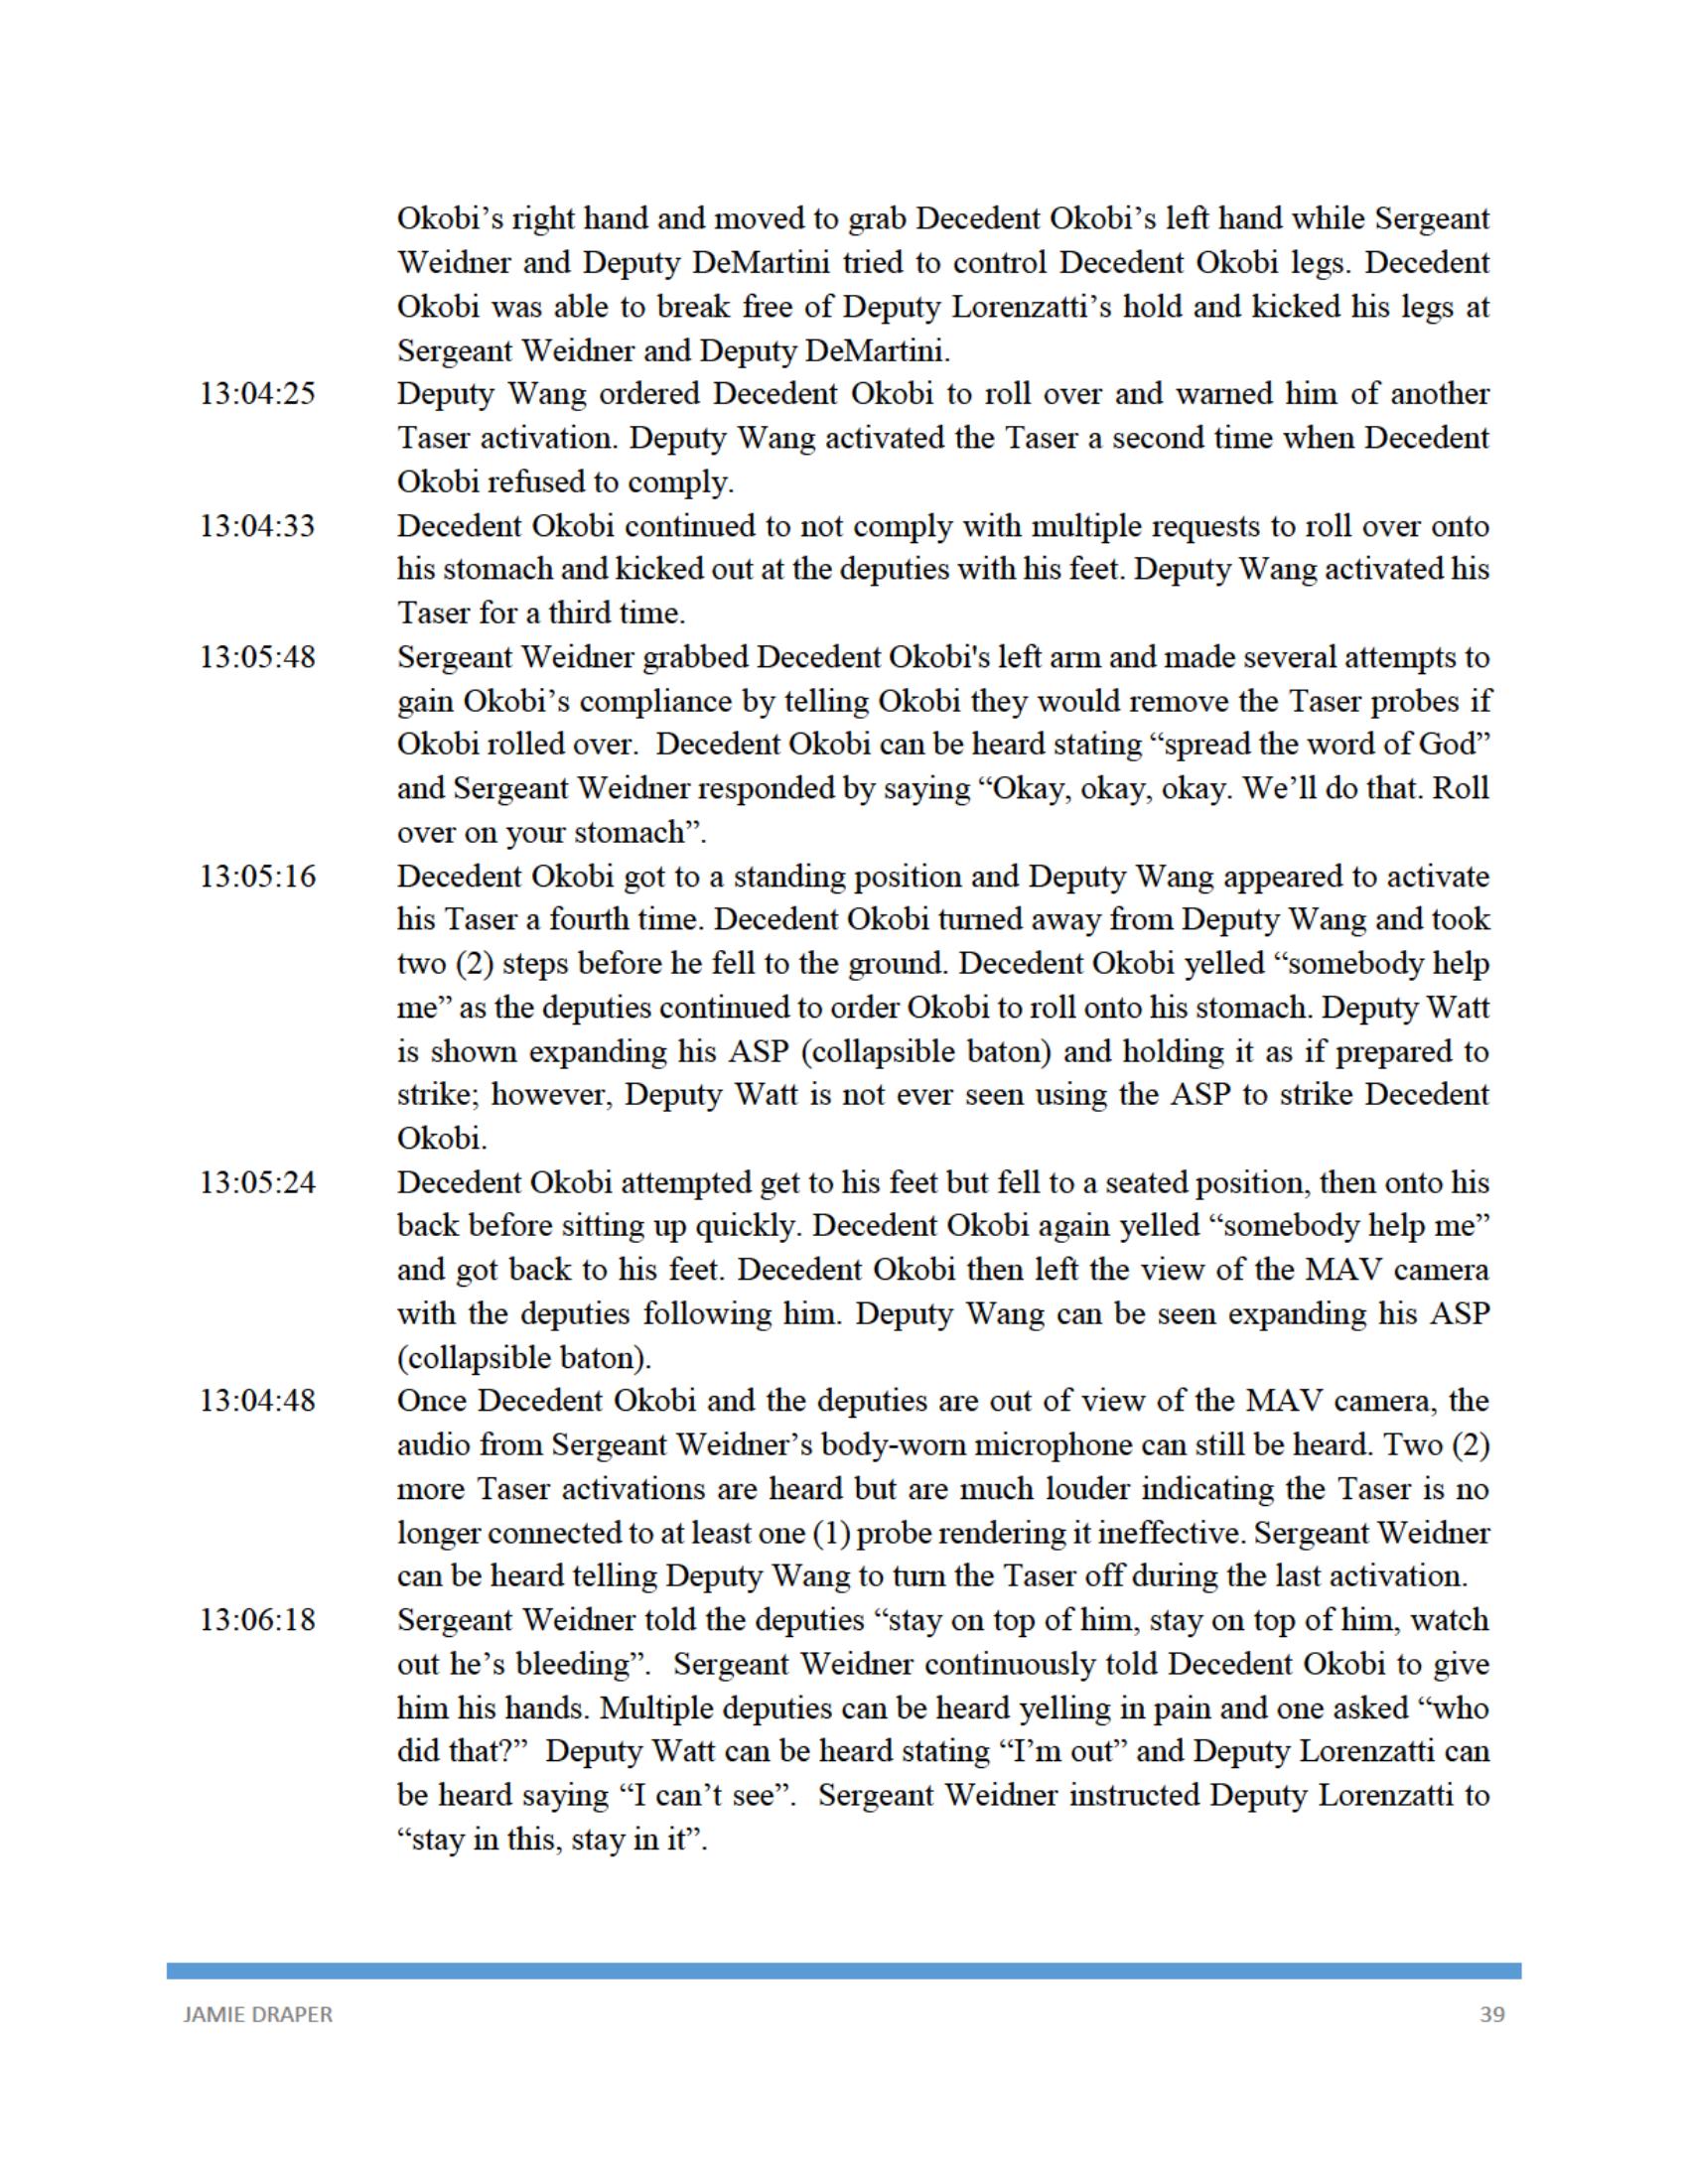 Okobi’s right hand and moved to grab Decedent Okobi’s left hand while Sergeant
Weidner and Deputy DeMartini tried to control Decedent Okobi legs. Decedent
Okobi was able to break free of Deputy Lorenzatti’s hold and kicked his legs at
Sergeant Weidner and Deputy DeMartini.
13:04:25 Deputy Wang ordered Decedent Okobi to roll over and warned him of another
Taser activation. Deputy Wang activated the Taser a second time when Decedent
Okobi refused to comply.
13:04:33 Decedent Okobi continued to not comply with multiple requests to roll over onto
his stomach and kicked out at the deputies with his feet. Deputy Wang activated his
Taser for a third time.
13:05:48 Sergeant Weidner grabbed Decedent Okobi's left arm and made several attempts to
gain Okobi’s compliance by telling Okobi they would remove the Taser probes if
Okobi rolled over.  Decedent Okobi can be heard stating “spread the word of God”
and Sergeant Weidner responded by saying “Okay, okay, okay. We’ll do that. Roll
over on your stomach”.
13:05:16 Decedent Okobi got to a standing position and Deputy Wang appeared to activate
his Taser a fourth time. Decedent Okobi turned away from Deputy Wang and took
two (2) steps before he fell to the ground. Decedent Okobi yelled “somebody help
me” as the deputies continued to order Okobi to roll onto his stomach. Deputy Watt
is shown expanding his ASP (collapsible baton) and holding it as if prepared to
strike; however, Deputy Watt is not ever seen using the ASP to strike Decedent
Okobi.
13:05:24 Decedent Okobi attempted get to his feet but fell to a seated position, then onto his
back before sitting up quickly. Decedent Okobi again yelled “somebody help me”
and got back to his feet. Decedent Okobi then left the view of the MAV camera
with the deputies following him. Deputy Wang can be seen expanding his ASP
(collapsible baton).
13:04:48 Once Decedent Okobi and the deputies are out of view of the MAV camera, the
audio from Sergeant Weidner’s body-worn microphone can still be heard. Two (2)
more Taser activations are heard but are much louder indicating the Taser is no
longer connected to at least one (1) probe rendering it ineffective. Sergeant Weidner
can be heard telling Deputy Wang to turn the Taser off during the last activation.
13:06:18 Sergeant Weidner told the deputies “stay on top of him, stay on top of him, watch
out he’s bleeding”.  Sergeant Weidner continuously told Decedent Okobi to give
him his hands. Multiple deputies can be heard yelling in pain and one asked “who
did that?”  Deputy Watt can be heard stating “I’m out” and Deputy Lorenzatti can
be heard saying “I can’t see”.  Sergeant Weidner instructed Deputy Lorenzatti to
“stay in this, stay in it”.
JAMIE DRAPER 39